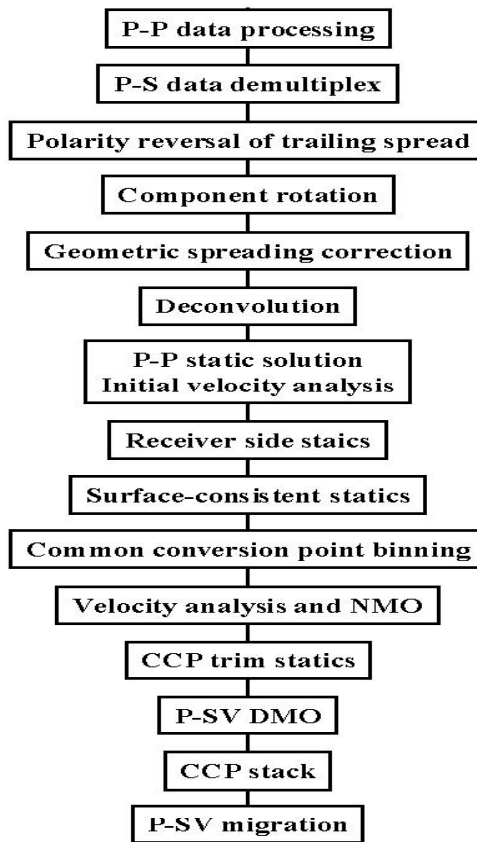 P-P data processing
P-S data demultiplex
Polarity reversal of trailing spread
Component rotation
Geometric spreading correction
Deconvolution
P-P static solution
Initial velocity analysis
Receiver side staics
Surface-consistent statics
Common conversion point binning
Velocity analysis and NMO
CCP trim statics
P-SV DMO
CCP stack
P-SV migration